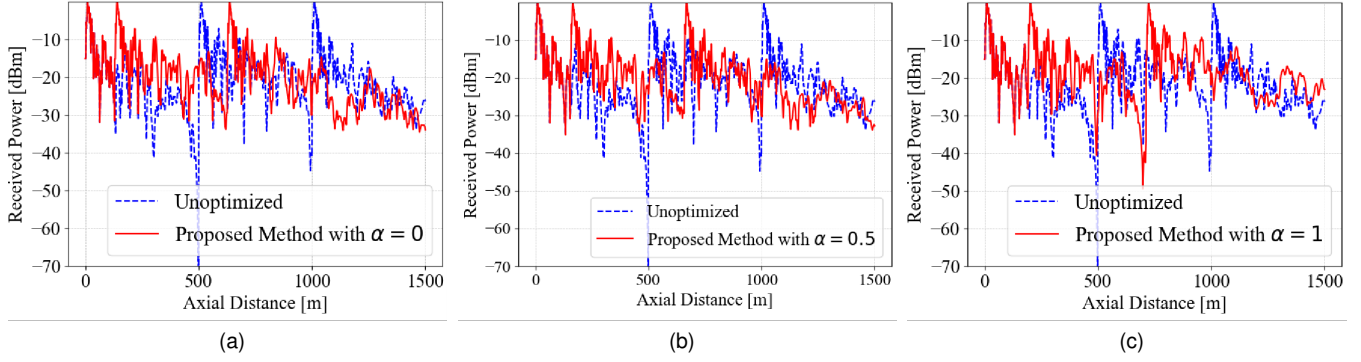 Received Power [dBm]
−10
−20
−30
−40
−50
−60
−70
Unoptimized
Proposed Method with α = 0
0
500
1000
1500
Axial Distance [m]
(a)
Received Power [dBm]
−10
−20
−30
−40
−50
−60
−70
Unoptimized
Proposed Method with α = 0.5
0
500
1000
1500
Axial Distance [m]
(b)
Received Power [dBm]
−10
−20
−30
−40
−50
−60
−70
Unoptimized
Proposed Method with α = 1
0
500
1000
1500
Axial Distance [m]
(c)